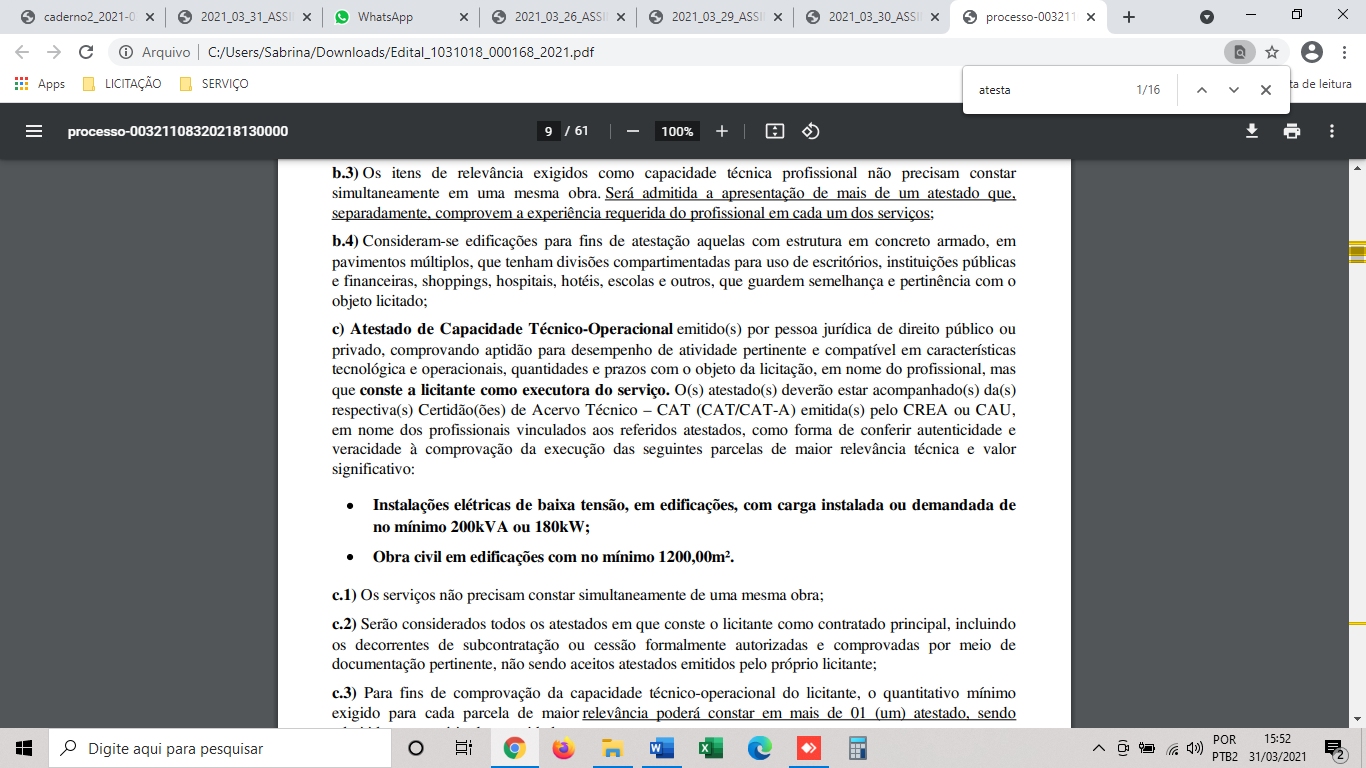 caderno2_2021-0
2021_03_31_ASSI
WhatsApp
2021_03_26_ASSI
2021_03_29_ASSI
2021_03_30_ASSI
processo-003211
Arquivo
C:/Users/Sabrina/Downloads/Edital_1031018_000168_2021.pdf
Apps
LICITAÇÃO
SERVIÇO
atesta
1/16
ta de leitura
processo-00321108320218130000
9 / 61
100%
b.3) Os itens de relevância exigidos como capacidade técnica profissional não precisam constar
simultaneamente em uma mesma obra. Será admitida a apresentação de mais de um atestado que,
separadamente, comprovem a experiência requerida do profissional em cada um dos serviços;
b.4) Consideram-se edificações para fins de atestação aquelas com estrutura em concreto armado, em
pavimentos múltiplos, que tenham divisões compartimentadas para uso de escritórios, instituições públicas
e financeiras, shoppings, hospitais, hotéis, escolas e outros, que guardem semelhança e pertinência com o
objeto licitado;
c) Atestado de Capacidade Técnico-Operacional emitido(s) por pessoa jurídica de direito público ou
privado, comprovando aptidão para desempenho de atividade pertinente e compatível em características
tecnológica e operacionais, quantidades e prazos com o objeto da licitação, em nome do profissional, mas
que conste a licitante como executora do serviço. O(s) atestado(s) deverão estar acompanhado(s) da(s)
respectiva(s) Certidão(ões) de Acervo Técnico – CAT (CAT/CAT-A) emitida(s) pelo CREA ou CAU,
em nome dos profissionais vinculados aos referidos atestados, como forma de conferir autenticidade e
veracidade à comprovação da execução das seguintes parcelas de maior relevância técnica e valor
significativo:
• Instalações elétricas de baixa tensão, em edificações, com carga instalada ou demandada de
no mínimo 200kVA ou 180kW;
• Obra civil em edificações com no mínimo 1200,00m².
c.1) Os serviços não precisam constar simultaneamente de uma mesma obra;
c.2) Serão considerados todos os atestados em que conste o licitante como contratado principal, incluindo
os decorrentes de subcontratação ou cessão formalmente autorizadas e comprovadas por meio de
documentação pertinente, não sendo aceitos atestados emitidos pelo próprio licitante;
c.3) Para fins de comprovação da capacidade técnico-operacional do licitante, o quantitativo mínimo
exigido para cada parcela de maior relevância poderá constar em mais de 01 (um) atestado, sendo
Digite aqui para pesquisar
POR
PTB2
15:52
31/03/2021
2